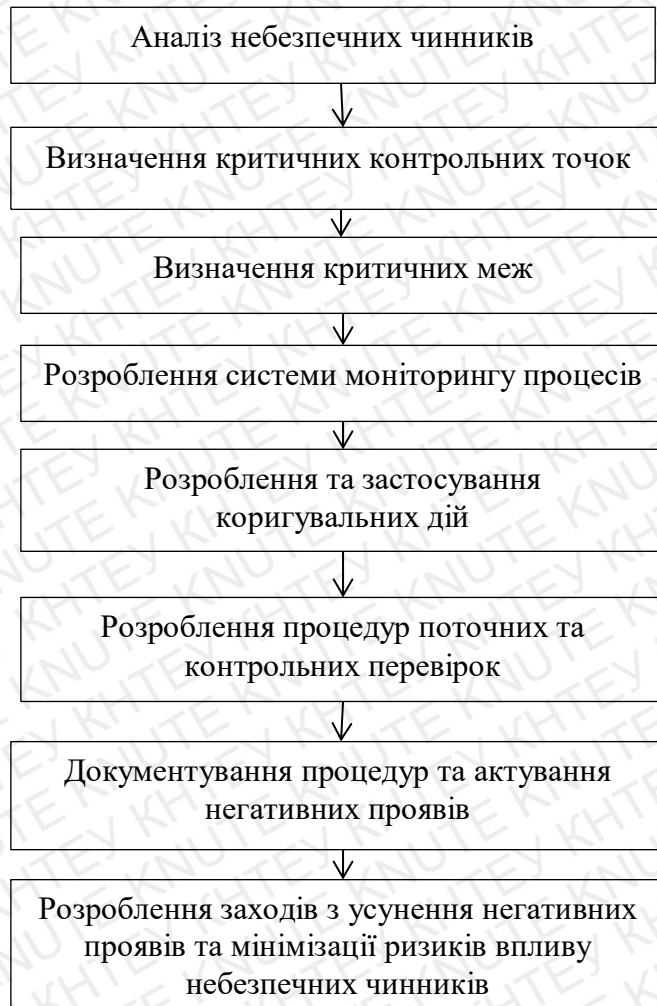 Аналіз небезпечних чинників
Визначення критичних контрольних точок
Визначення критичних меж
Розроблення системи моніторингу процесів
Розроблення та застосування
коригувальних дій
Розроблення процедур поточних та
контрольних перевірок
Документування процедур та актування
негативних проявів
Розроблення заходів з усунення негативних
проявів та мінімізації ризиків впливу
небезпечних чинників